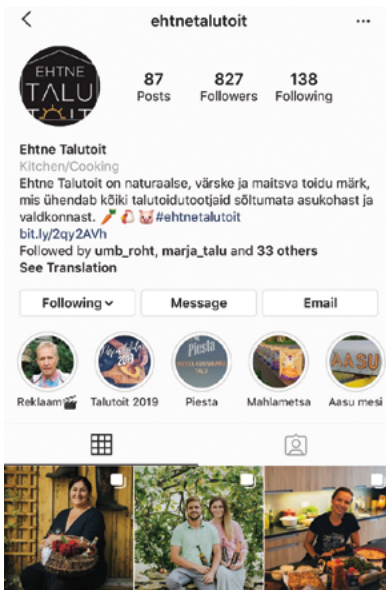 ehtnetalutoit
EHTNE
TALU
TOIT
87 827 138
Posts Followers Following
Ehtne Talutoit
Kitchen/Cooking
Ehtne Talutoit on naturaalse, värske ja maitsva toidu märk,
mis ühendab kõiki talutoidutootjaid sõltumata asukohast ja
valdkonnast. 🥕🐔🐷#ehtnetalutoit
bit.ly/2qy2AVh
Followed by umb_roht, marja_talu and 33 others
See Translation
Following Message Email
2019
Piesta
AASU
Reklaam🎬 Talutoit 2019 Piesta Mahlametsa Aasu mesi